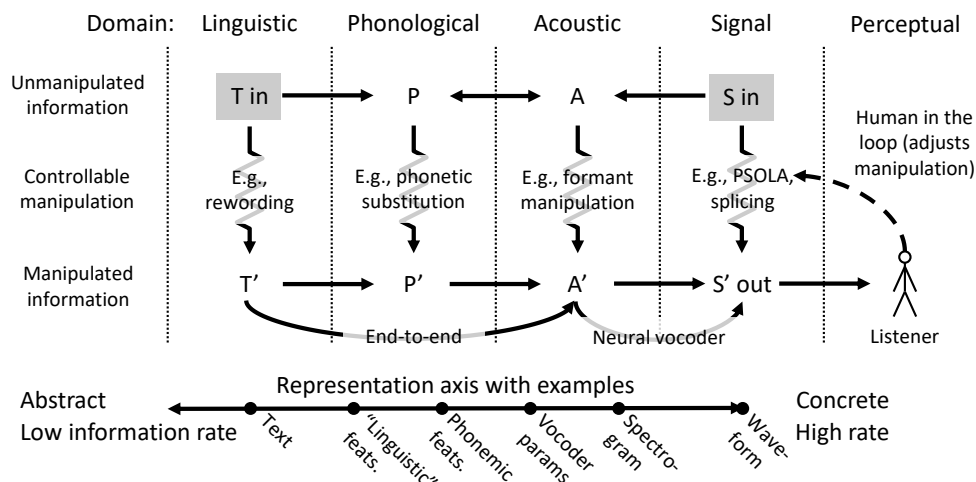 Domain: Linguistic Phonological Acoustic Signal Perceptual
Unmanipulated
information
T in P A S in
Human in the
loop (adjusts
manipulation)
Controllable
manipulation
E.g.,
rewording
E.g., phonetic
substitution
E.g., formant
manipulation
E.g., PSOLA,
splicing
Manipulated
information
T’ P’ A’ S’ out
End-to-end
Neural vocoder
Listener
Representation axis with examples
Abstract
Low information rate
Concrete
High rate
Text
“Linguistic”
feats.
Phonemic
feats.
Vocoder
params
Spectro-
gram
Wave-
form